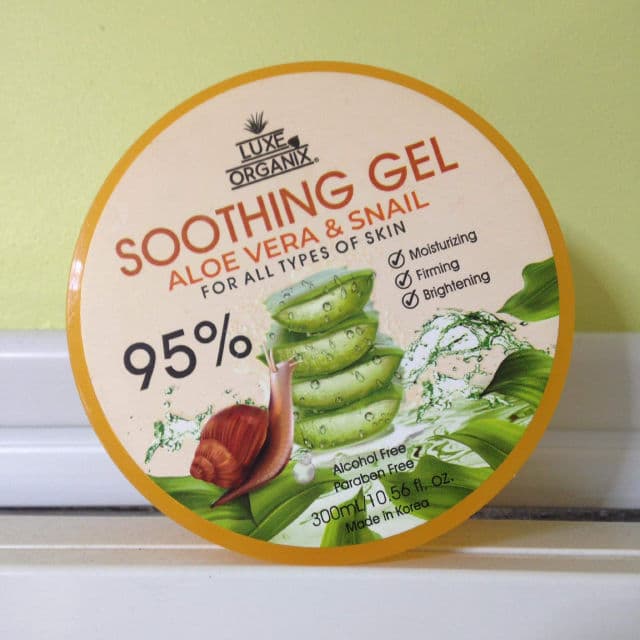 LUXE
ORGANIX®
SOOTHING GEL
ALOE VERA & SNAIL
FOR ALL TYPES OF SKIN
Moisturizing
Firming
Brightening
95%
Alcohol Free
Paraben Free
300mL/10.56 fl. oz.
Made In Korea